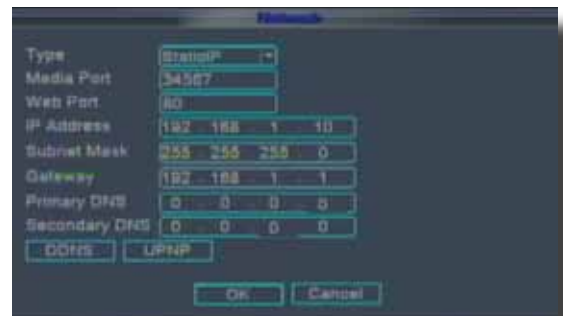 Network
Type StaticIP
Media Port 34567
Web Port 80
IP Address 192 . 168 . 1 . 10
Subnet Mask 255 . 255 . 255 . 0
Gateway 192 . 168 . 1 . 1
Primary DNS 0 . 0 . 0 . 0
Secondary DNS 0 . 0 . 0 . 0
DDNS UPNP
OK Cancel